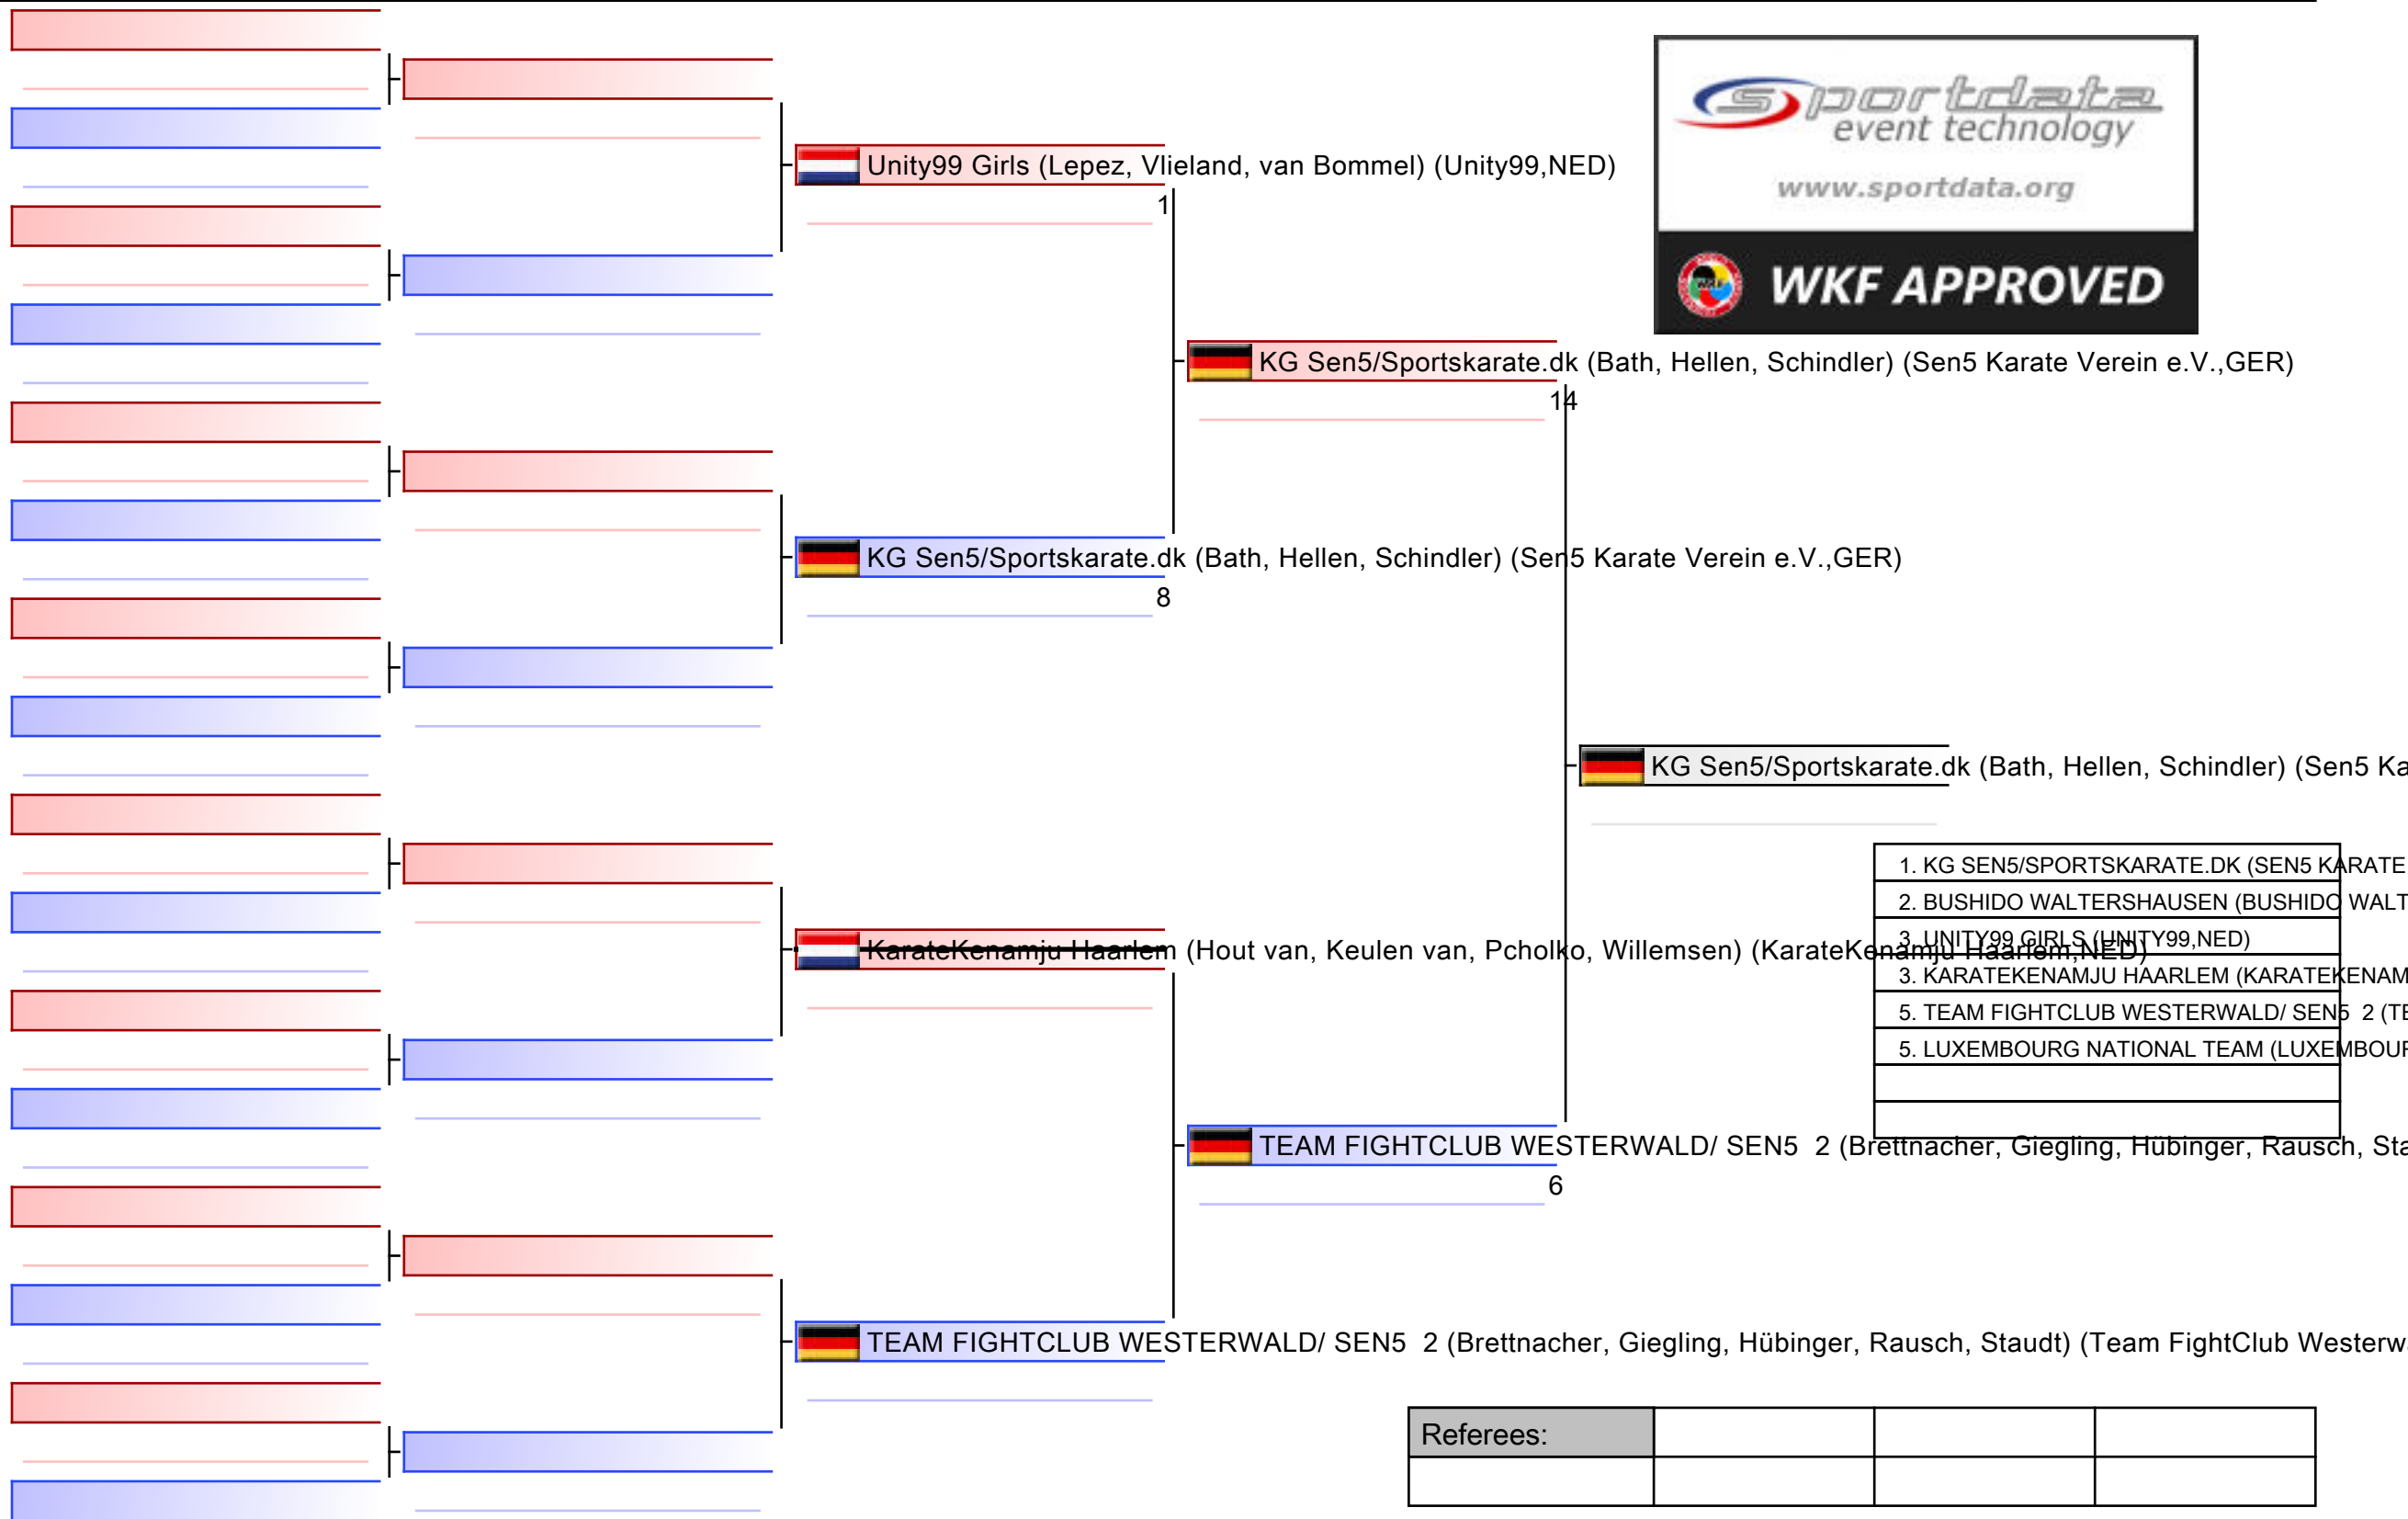 sportdata
event technology
www.sportdata.org
WKF APPROVED
Unity99 Girls (Lepez, Vlieland, van Bommel) (Unity99,NED)
1
KG Sen5/Sportskarate.dk (Bath, Hellen, Schindler) (Sen5 Karate Verein e.V.,GER)
14
KG Sen5/Sportskarate.dk (Bath, Hellen, Schindler) (Sen5 Karate Verein e.V.,GER)
8
KG Sen5/Sportskarate.dk (Bath, Hellen, Schindler) (Sen5 Ka
1. KG SEN5/SPORTSKARATE.DK (SEN5 KARATE
2. BUSHIDO WALTERSHAUSEN (BUSHIDO WALT
3. UNITY99 GIRLS (UNITY99,NED)
KarateKenamju Haarlem (Hout van, Keulen van, Pcholko, Willemsen) (KarateKenamju Haarlem,NED)
3. KARATEKENAMJU HAARLEM (KARATEKENAM
5. TEAM FIGHTCLUB WESTERWALD/ SEN5 2 (TE
5. LUXEMBOURG NATIONAL TEAM (LUXEMBOUR
TEAM FIGHTCLUB WESTERWALD/ SEN5 2 (Brettnacher, Giegling, Hübinger, Rausch, Sta
6
TEAM FIGHTCLUB WESTERWALD/ SEN5 2 (Brettnacher, Giegling, Hübinger, Rausch, Staudt) (Team FightClub Westerw
Referees: